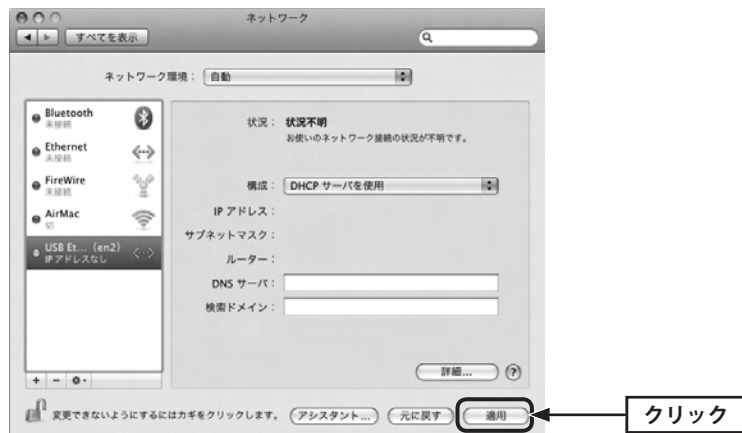 ネットワーク
すべてを表示
ネットワーク環境： 自動
Bluetooth
未接続
Ethernet
未接続
FireWire
未接続
AirMac
切
USB Et... (en2)
IP アドレスなし
状況： 状況不明
お使いのネットワーク接続の状況が不明です。
構成： DHCP サーバを使用
IP アドレス：
サブネットマスク：
ルーター：
DNS サーバ：
検索ドメイン：
詳細... ?
+ −
変更できないようにするにはカギをクリックします。 アシスタント... 元に戻す 適用
クリック